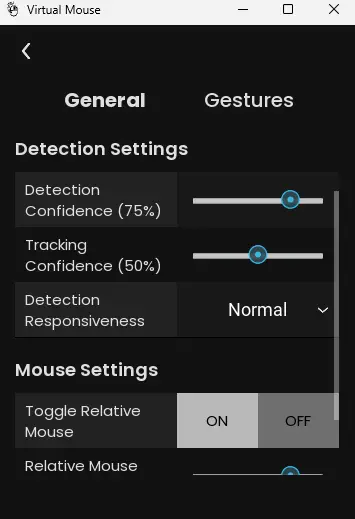 Virtual Mouse
General Gestures
Detection Settings
Detection
Confidence (75%)
Tracking
Confidence (50%)
Detection
Responsiveness
Normal
Mouse Settings
Toggle Relative
Mouse
ON OFF
Relative Mouse